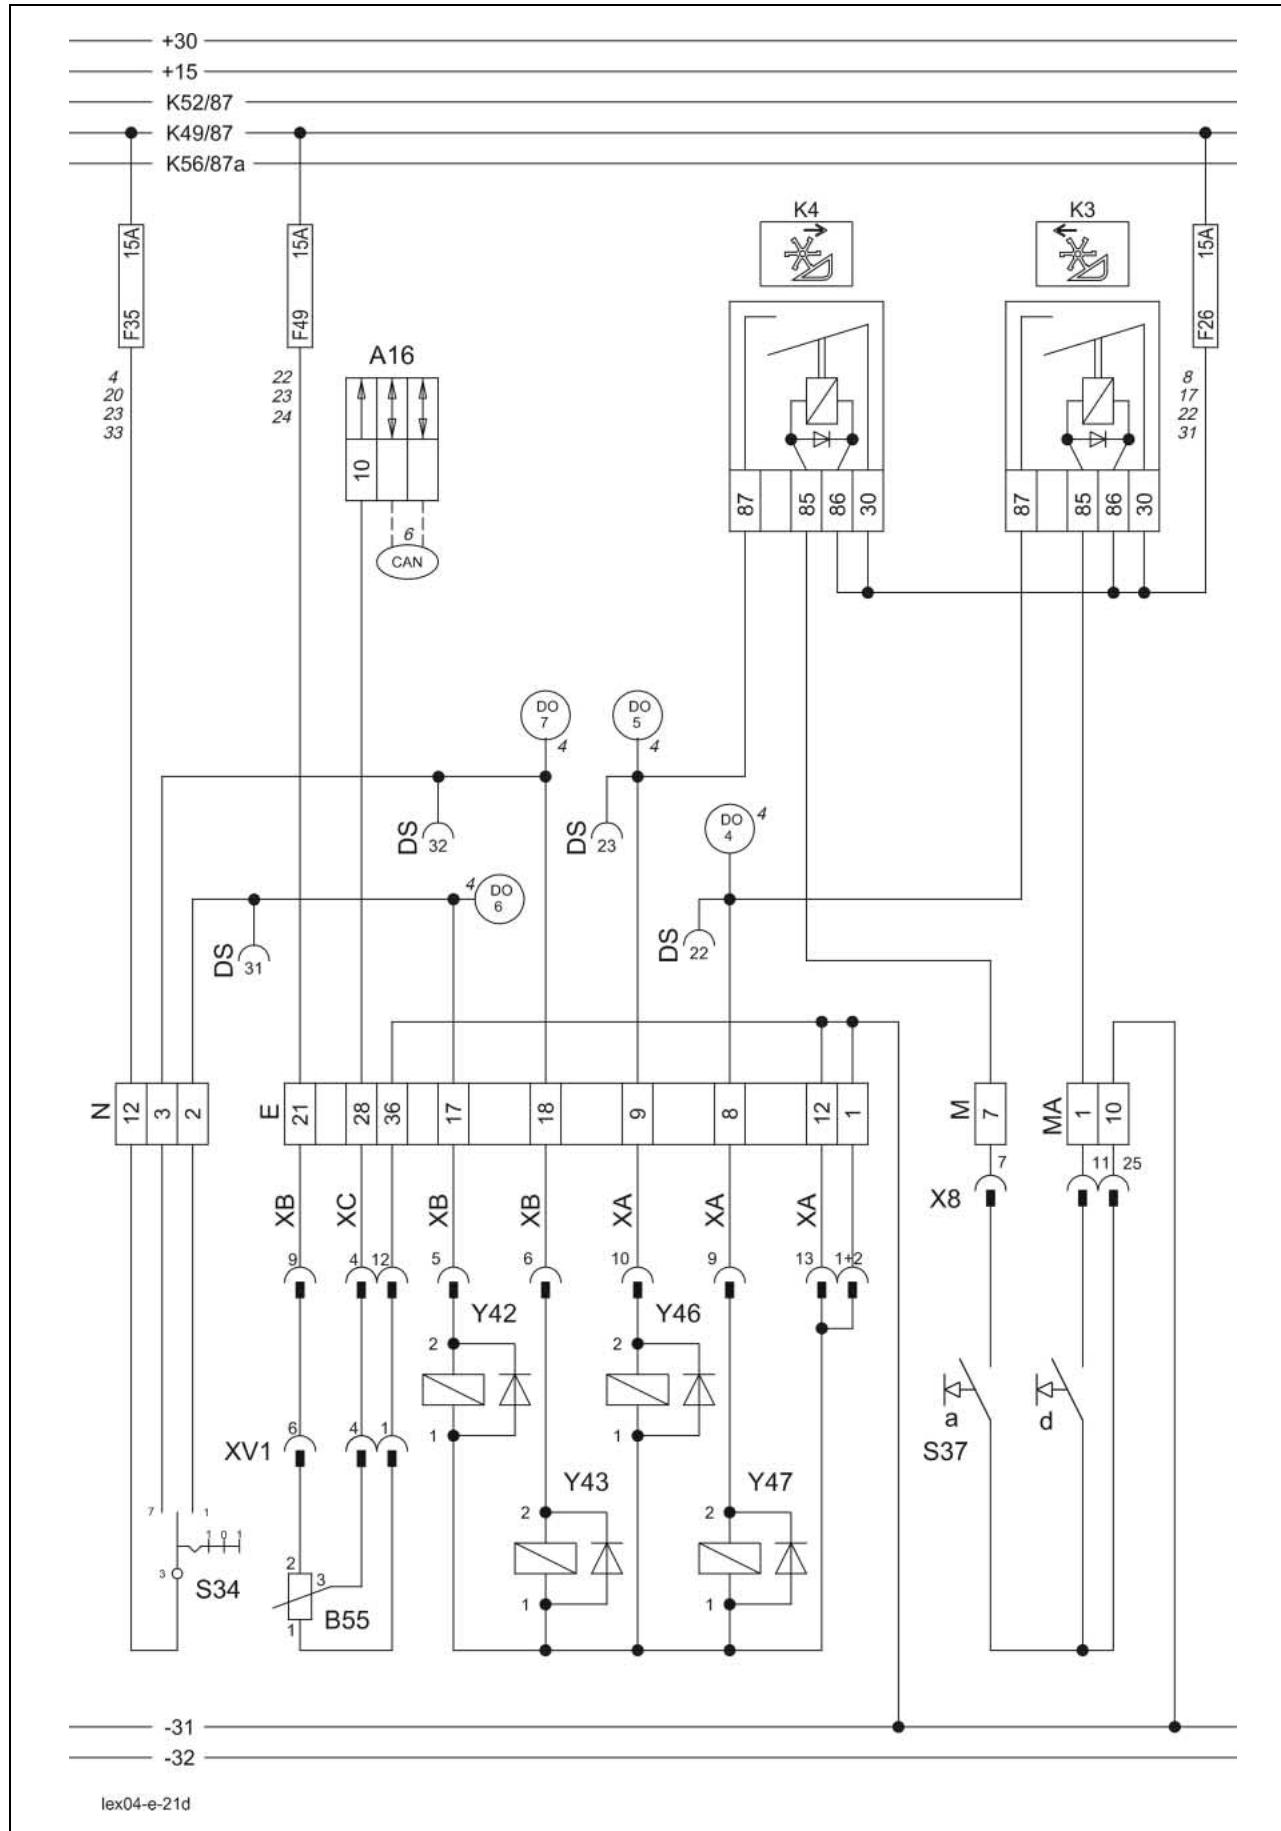 +30
+15
K52/87
K49/87
K56/87a
K4
K3
15A
F35
15A
F49
15A
F26
A16
4
20
23
33
22
23
24
8
17
22
31
10
6
CAN
87
85
86
30
87
85
86
30
DO
7
4
DO
5
4
DS
32
DS
23
DO
4
4
4
DO
6
DS
31
DS
22
N
12
3
2
E
21
28
36
17
18
9
8
12
1
M
7
MA
1
10
XB
XC
XB
XB
XA
XA
XA
X8
7
11
25
9
4
12
5
6
10
9
13
1+2
Y42
2
1
Y46
2
1
XV1
6
4
1
Y43
2
1
Y47
2
1
a
d
S37
7
1
1
0
1
3
S34
2
3
1
B55
-31
-32
lex04-e-21d